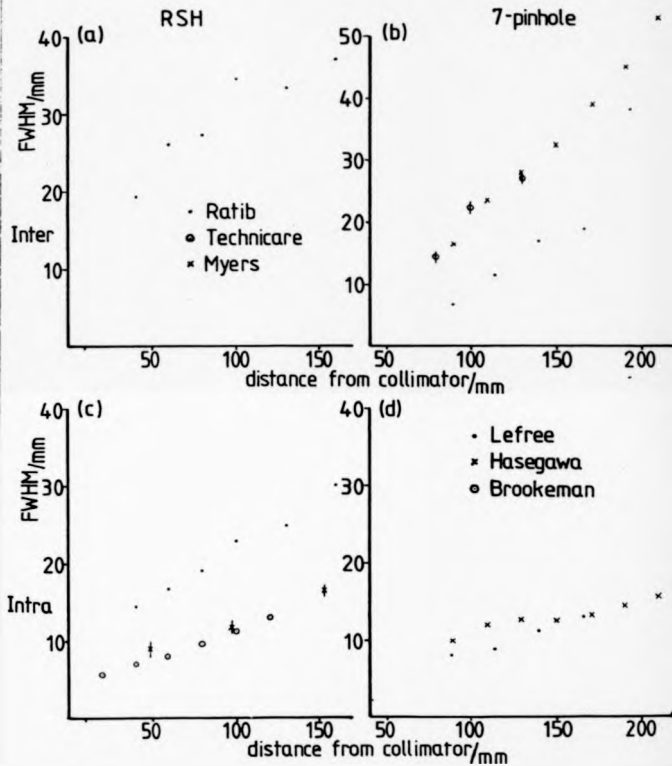 RSH
7-pinhole
(a)
(b)
FWHM/mm
40
30
20
10
50
40
30
20
10
Inter
Ratib
Technicare
Myers
50
100
150
100
150
200
distance from collimator/mm
(c)
(d)
FWHM/mm
40
30
20
10
40
30
20
10
Intra
Lefree
Hasegawa
Brookeman
50
100
150
100
150
200
distance from collimator/mm